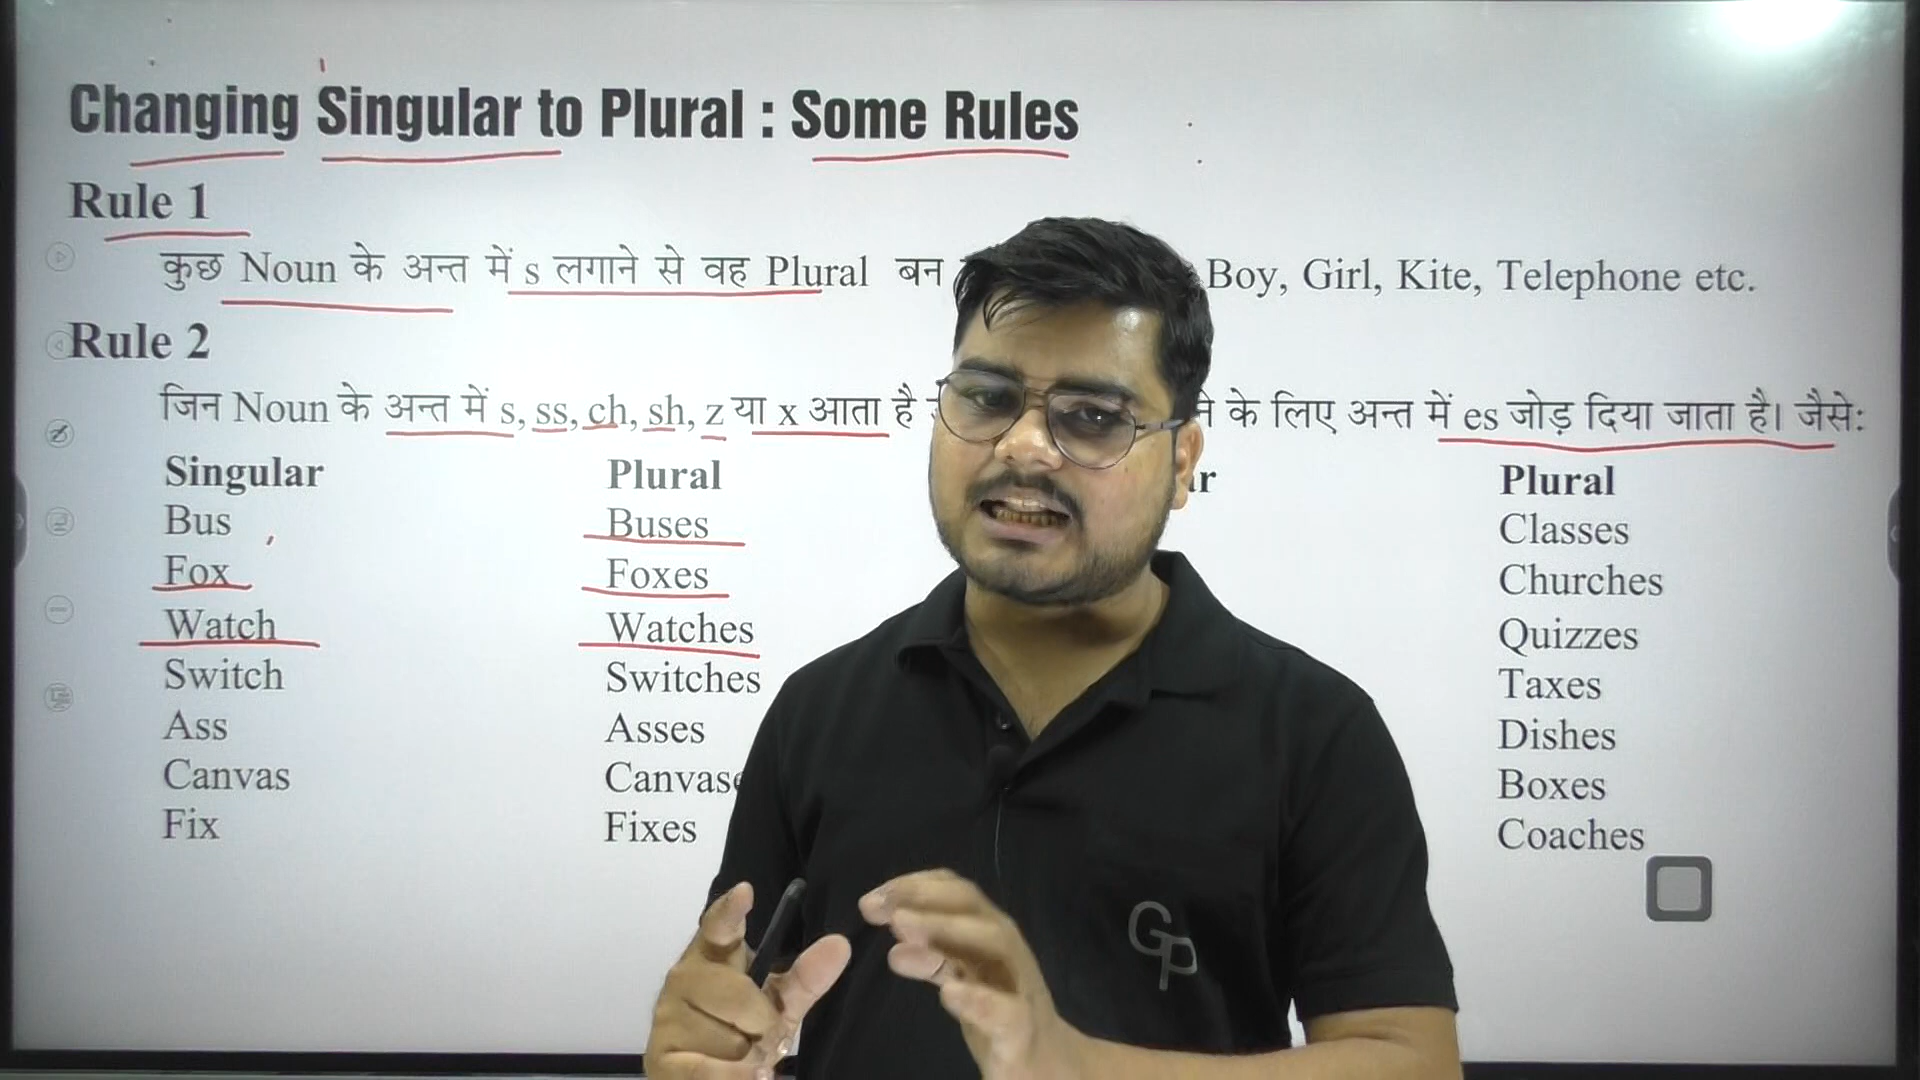 Changing Singular to Plural : Some Rules
Rule 1
कुछ Noun के अन्त में s लगाने से वह Plural बन Boy, Girl, Kite, Telephone etc.
Rule 2
जिन Noun के अन्त में s, ss, ch, sh, z या x आता है के लिए अन्त में es जोड़ दिया जाता है। जैसे:
Singular Plural Plural
Bus Buses Classes
Fox Foxes Churches
Watch Watches Quizzes
Switch Switches Taxes
Ass Asses Dishes
Canvas Boxes
Fix Fixes Coaches
GP